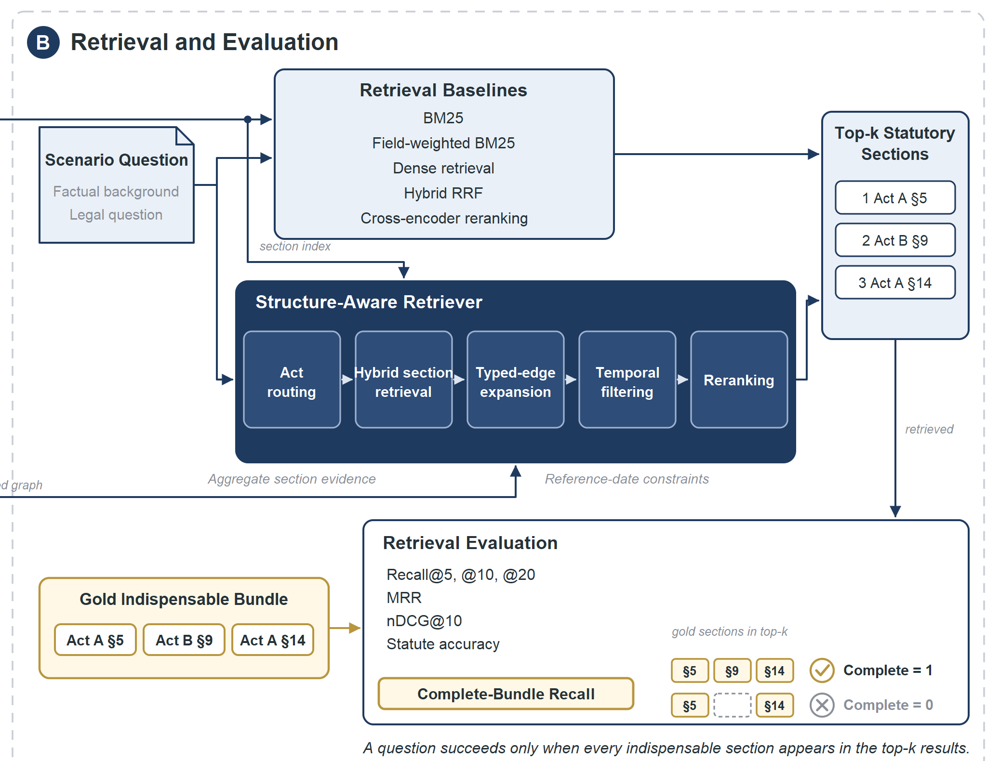 B Retrieval and Evaluation
Retrieval Baselines
BM25
Field-weighted BM25
Dense retrieval
Hybrid RRF
Cross-encoder reranking
Scenario Question
Factual background
Legal question
Top-k Statutory
Sections
1 Act A §5
2 Act B §9
3 Act A §14
section index
Structure-Aware Retriever
Act
routing
Hybrid section
retrieval
Typed-edge
expansion
Temporal
filtering
Reranking
retrieved
ed graph
Aggregate section evidence
Reference-date constraints
Gold Indispensable Bundle
Act A §5
Act B §9
Act A §14
Retrieval Evaluation
Recall@5, @10, @20
MRR
nDCG@10
Statute accuracy
Complete-Bundle Recall
gold sections in top-k
§5 §9 §14 Complete = 1
§5 §14 Complete = 0
A question succeeds only when every indispensable section appears in the top-k results.